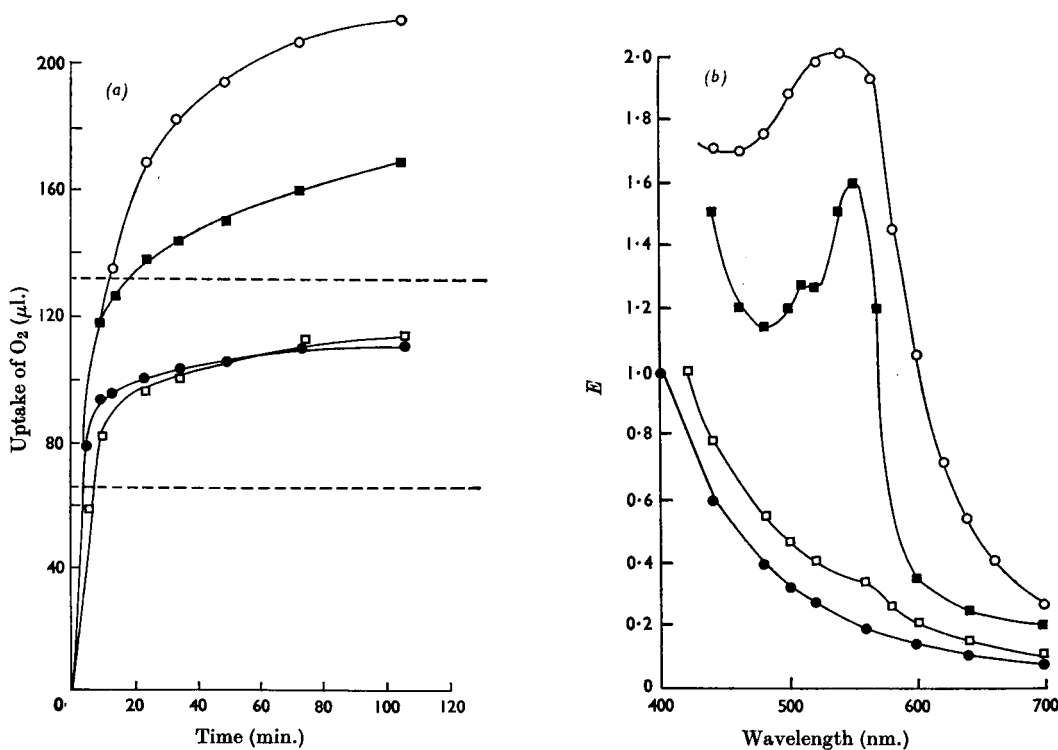 (a)
200
160
120
80
40
0
Uptake of O₂ (μl.)
0 20 40 60 80 100 120
Time (min.)
(b)
2·0
1·8
1·6
1·4
1·2
1·0
0·8
0·6
0·4
0·2
0
E
400 500 600 700
Wavelength (nm.)